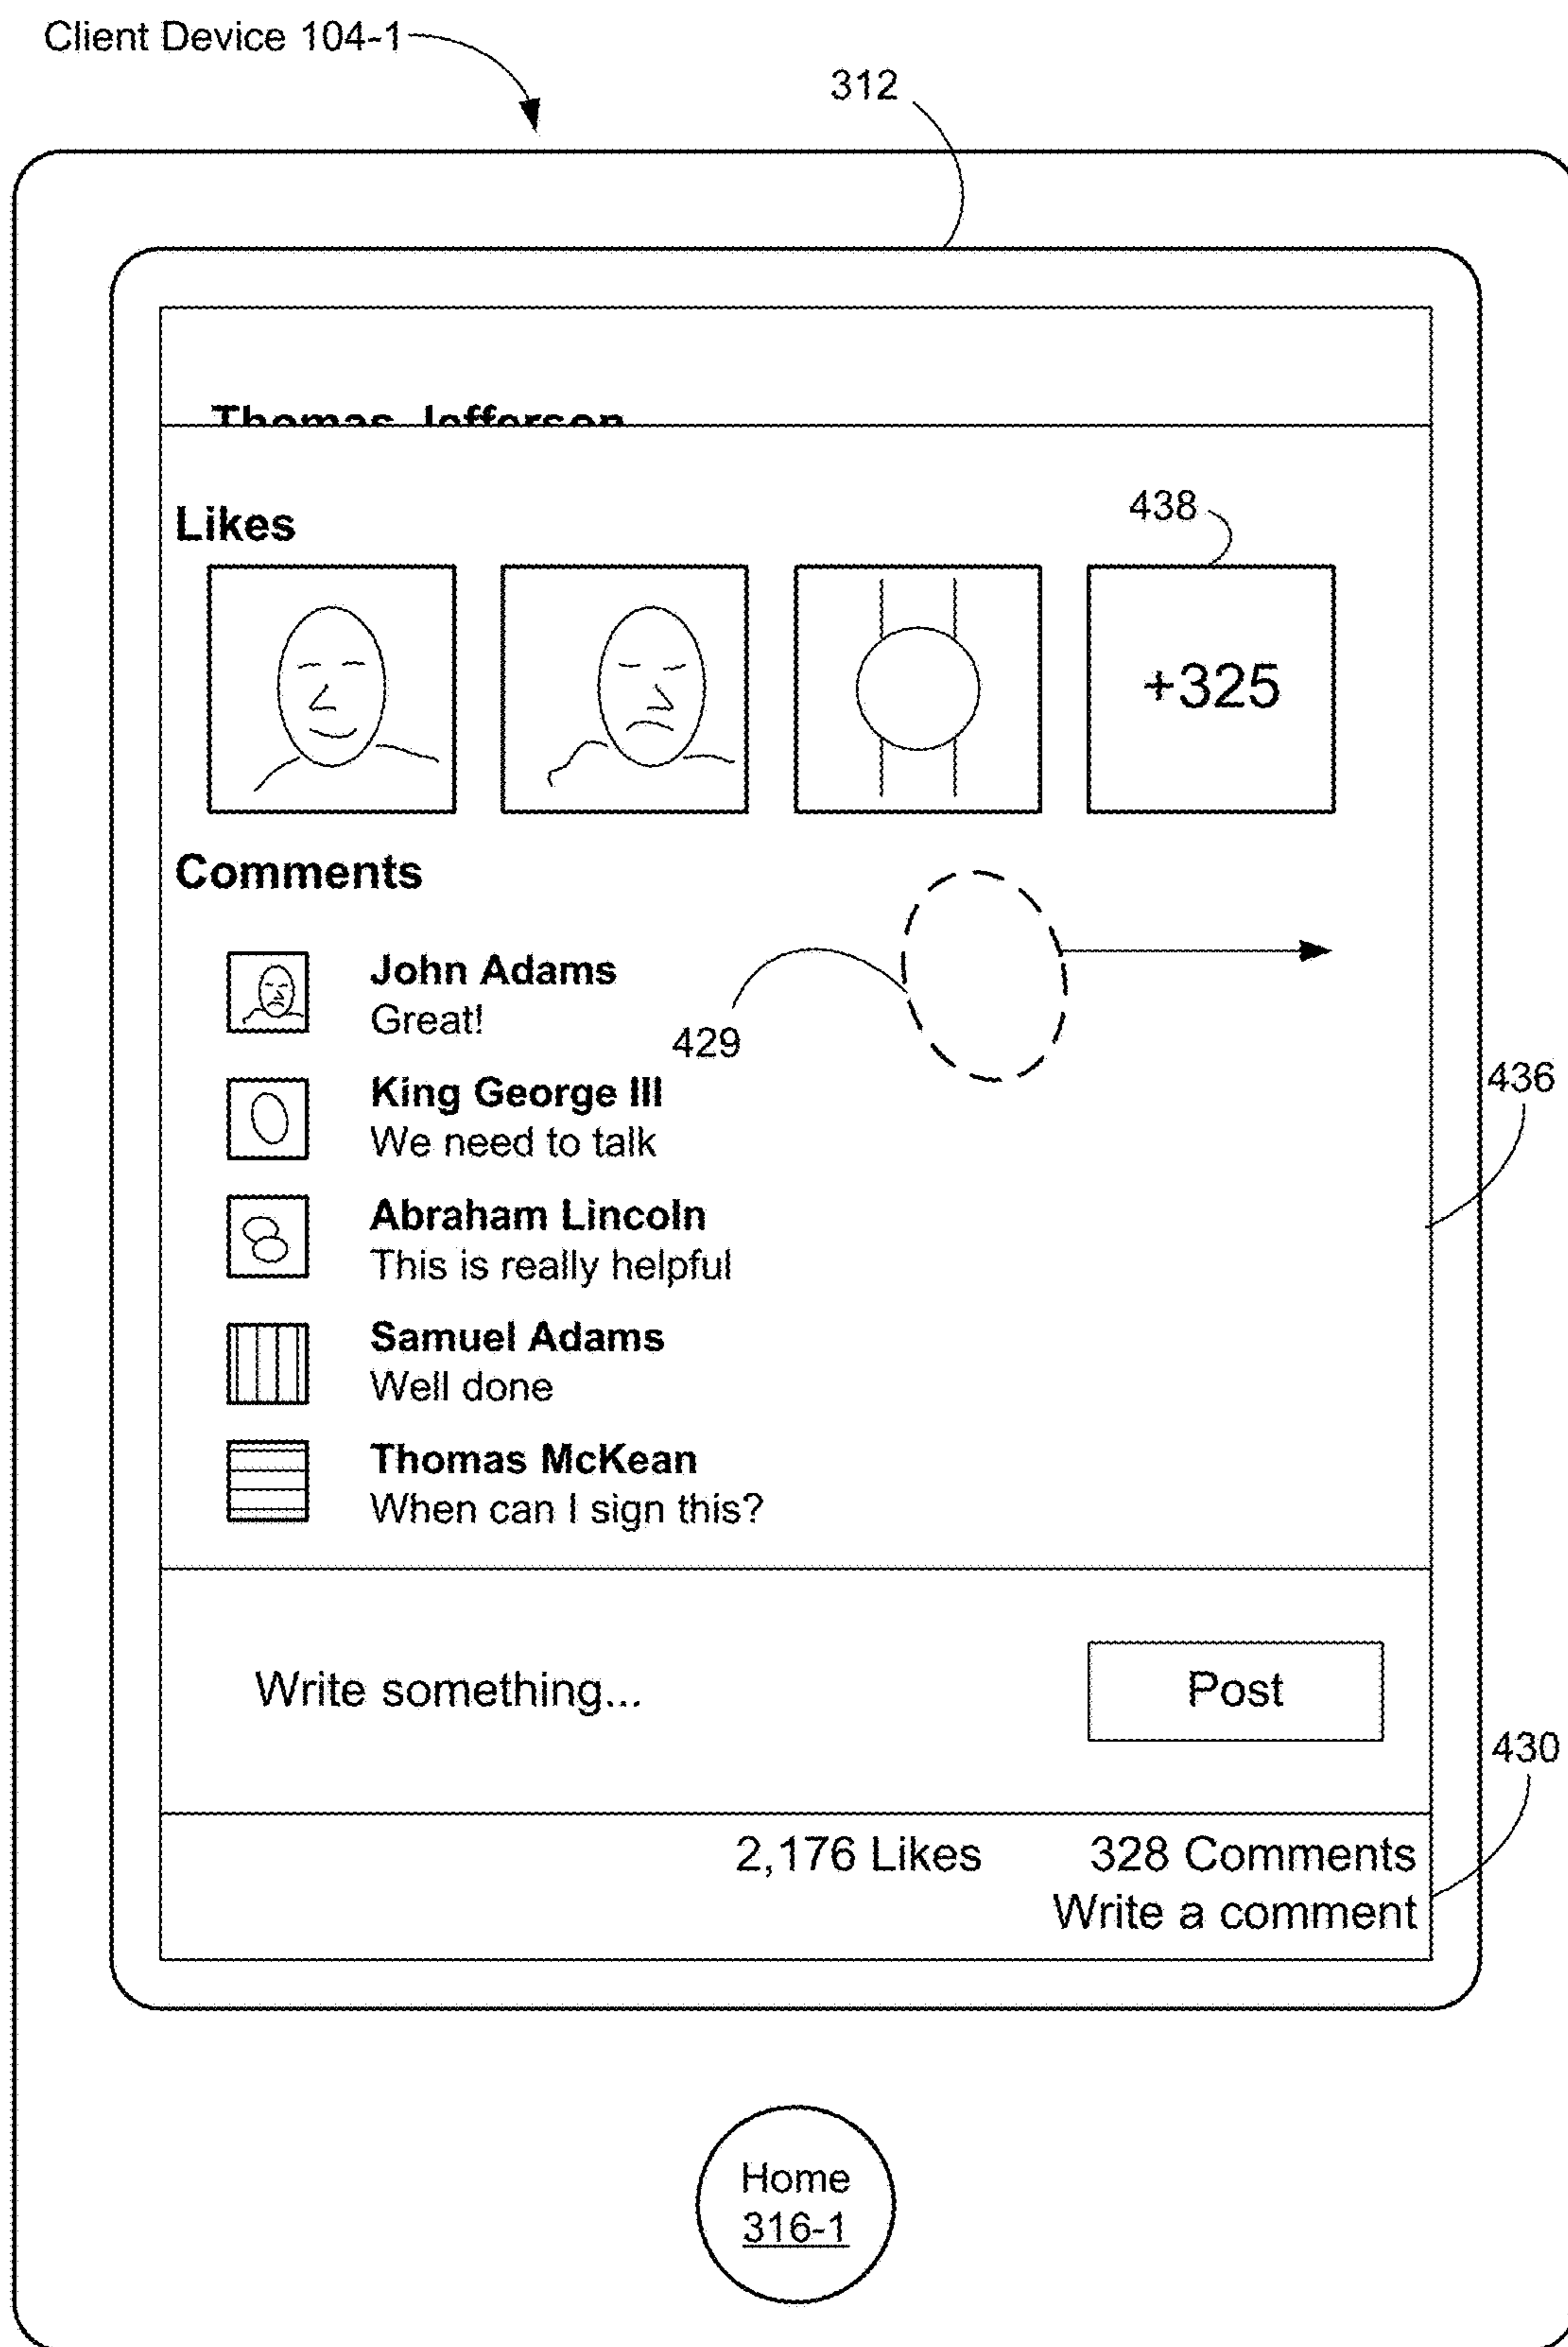 Client Device 104-1
312
Thomas Jefferson
Likes
438
+325
Comments
John Adams
Great!
429
King George III
We need to talk
436
Abraham Lincoln
This is really helpful
Samuel Adams
Well done
Thomas McKean
When can I sign this?
Write something...
Post
430
2,176 Likes 328 Comments
Write a comment
Home
316-1